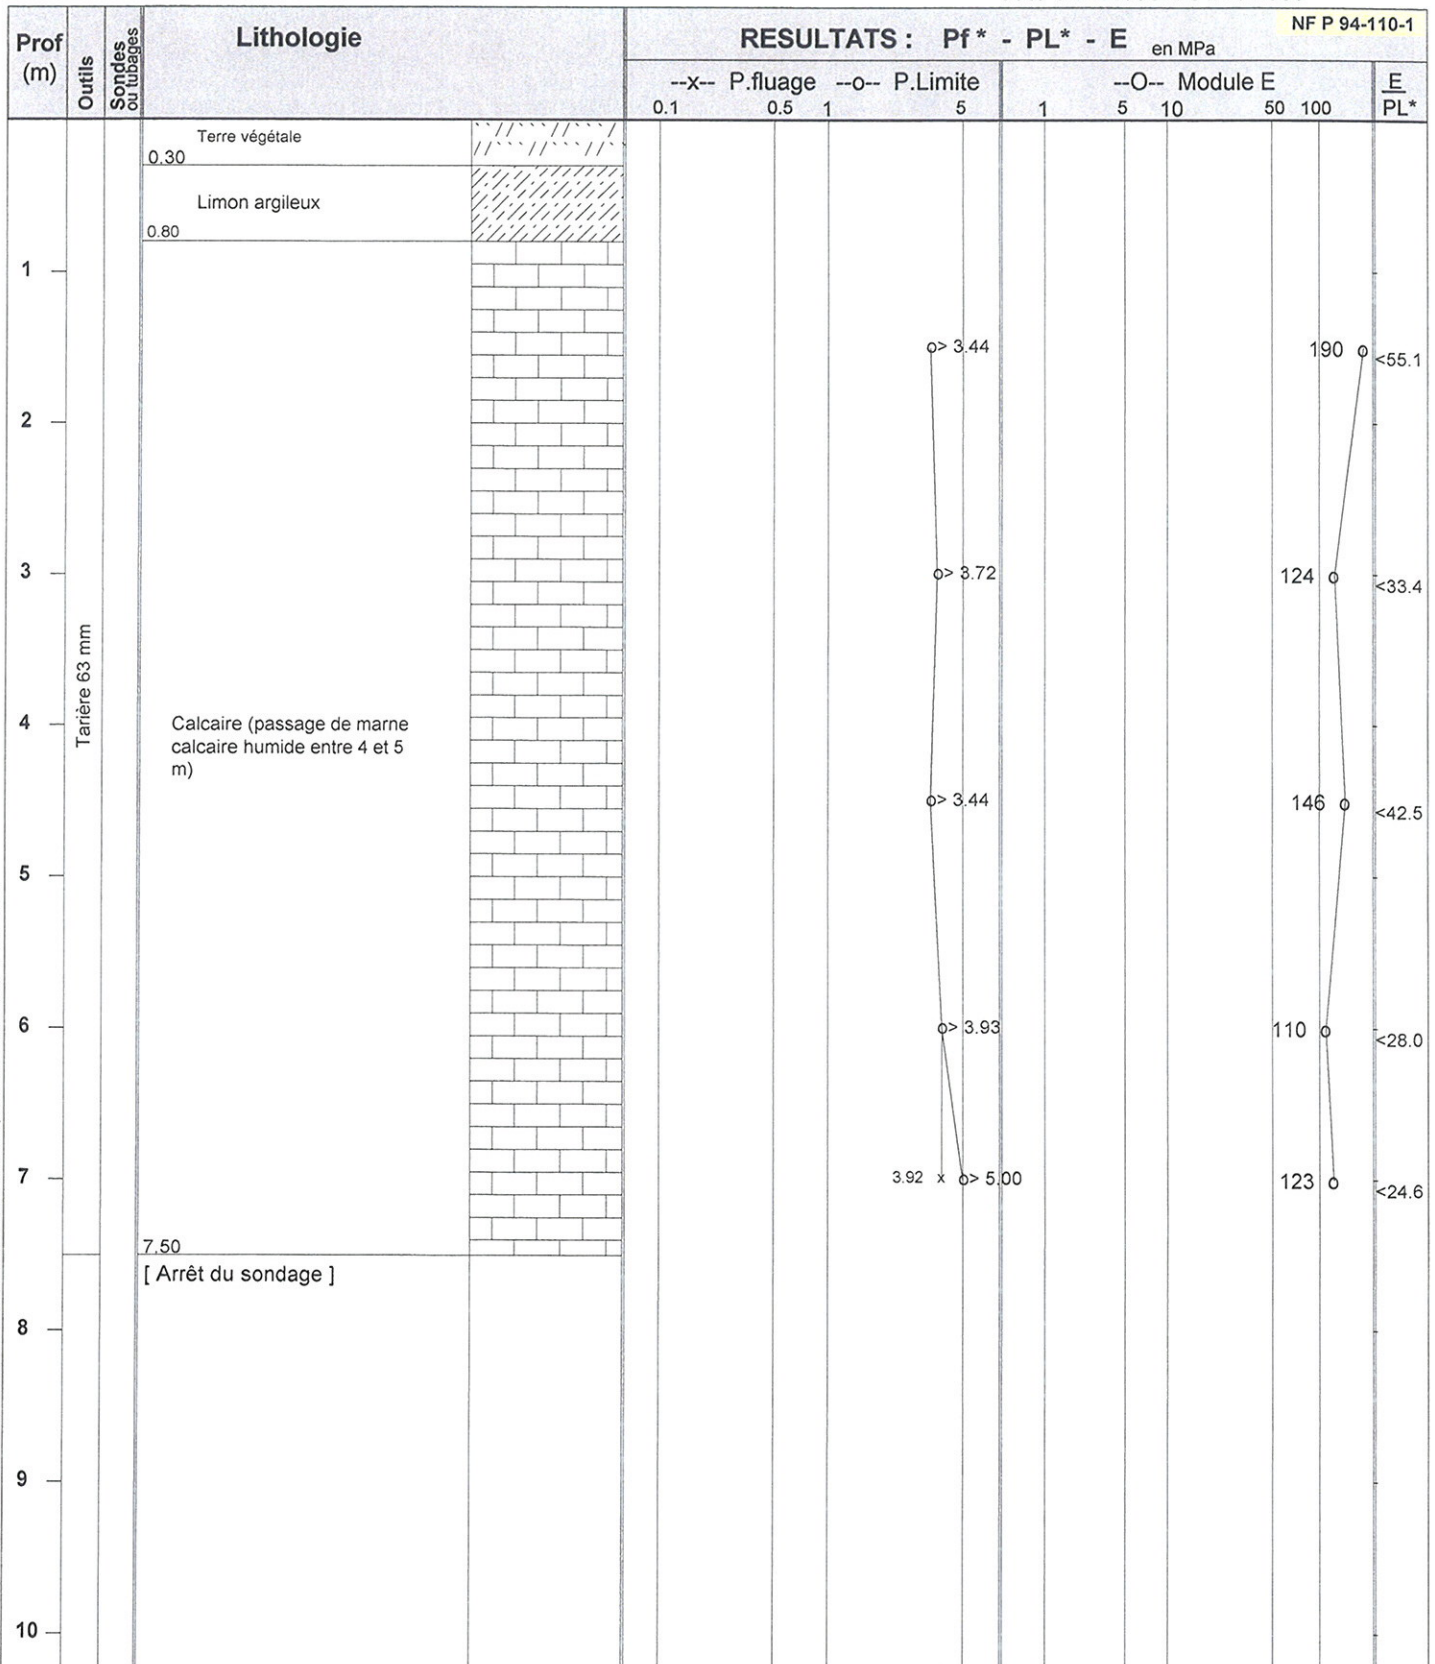 NF P 94-110-1
Prof
(m)
Outils
Sondes
ou tubages
Lithologie
RESULTATS : Pf* - PL* - E en MPa
--x-- P.fluage --o-- P.Limite
--O-- Module E
E
PL*
0.1 0.5 1 5 1 5 10 50 100
Terre végétale
0.30
Limon argileux
0.80
1
> 3.44 190 <55.1
2
3 > 3.72 124 <33.4
Tarière 63 mm
4
Calcaire (passage de marne
calcaire humide entre 4 et 5
m)
> 3.44 146 <42.5
5
6 > 3.93 110 <28.0
7 3.92 x > 5.00 123 <24.6
7.50
[ Arrêt du sondage ]
8
9
10